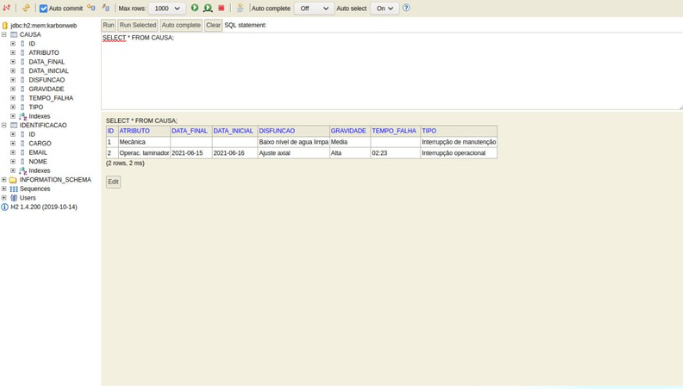 Auto commit Max rows: 1000 Auto complete Off Auto select On
jdbc:h2:mem:karbonweb
CAUSA
ID
ATRIBUTO
DATA_FINAL
DATA_INICIAL
DISFUNCAO
GRAVIDADE
TEMPO_FALHA
TIPO
Indexes
IDENTIFICACAO
ID
CARGO
EMAIL
NOME
Indexes
INFORMATION_SCHEMA
Sequences
Users
H2 1.4.200 (2019-10-14)
Run Run Selected Auto complete Clear SQL statement:
SELECT * FROM CAUSA;
SELECT * FROM CAUSA;
ID ATRIBUTO DATA_FINAL DATA_INICIAL DISFUNCAO GRAVIDADE TEMPO_FALHA TIPO
1 Mecânica Baixo nivel de agua limpa Media Interrupção de manutenção
2 Operac. laminador 2021-06-15 2021-06-16 Ajuste axial Alta 02:23 Interrupção operacional
(2 rows, 2 ms)
Edit